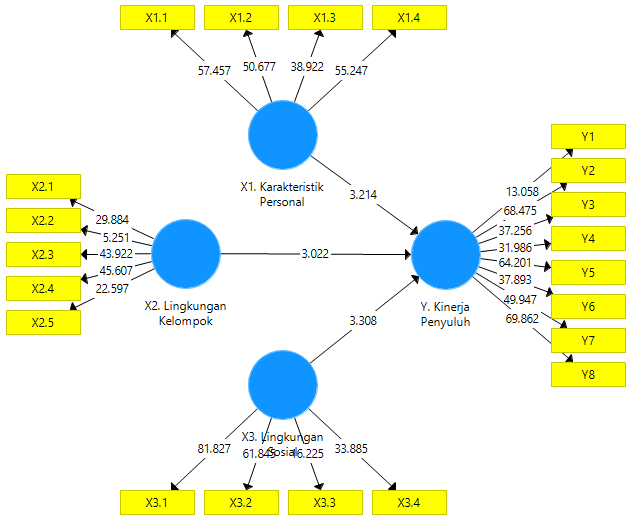 X1.1
X1.2
X1.3
X1.4
57.457
50.677
38.922
55.247
X1. Karakteristik
Personal
3.214
X2.1
X2.2
X2.3
X2.4
X2.5
29.884
5.251
43.922
45.607
22.597
X2. Lingkungan
Kelompok
3.022
Y1
Y2
Y3
Y4
Y5
Y6
Y7
Y8
13.058
68.475
37.256
31.986
64.201
37.893
49.947
69.862
Y. Kinerja
Penyuluh
3.308
X3. Lingkungan
Sosial
81.827
61.845
33.885
X3.1
X3.2
X3.3
X3.4